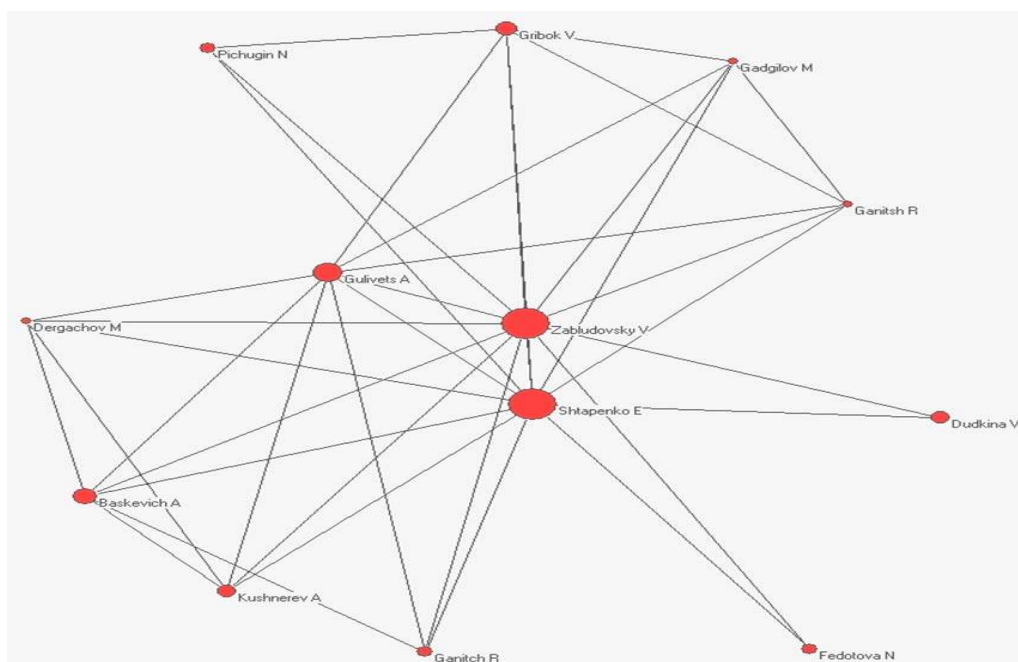 Gribok V
Pichugin N
Gadgilov M
Ganitsh R
Gulivets A
Dergachov M
Zabludovsky V
Shtapenko E
Dudkina V
Baskevich A
Kushnerev A
Ganitch R
Fedotova N